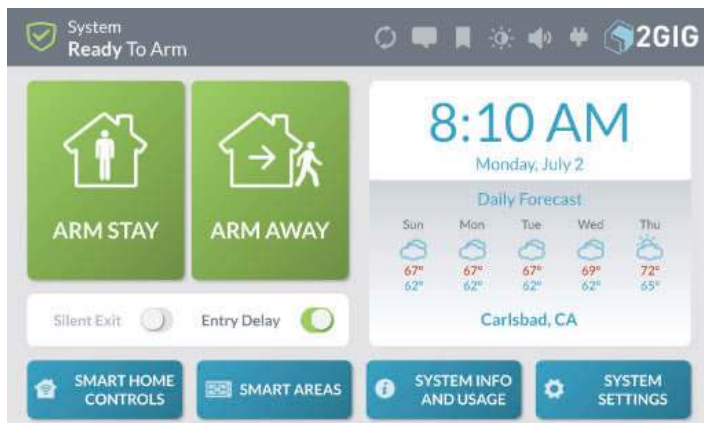 System
Ready To Arm
2GIG
ARM STAY
ARM AWAY
8:10 AM
Monday, July 2
Daily Forecast
Sun Mon Tue Wed Thu
67° 67° 67° 69° 72°
62° 62° 62° 62° 65°
Carlsbad, CA
Silent Exit
Entry Delay
SMART HOME
CONTROLS
SMART AREAS
SYSTEM INFO
AND USAGE
SYSTEM
SETTINGS